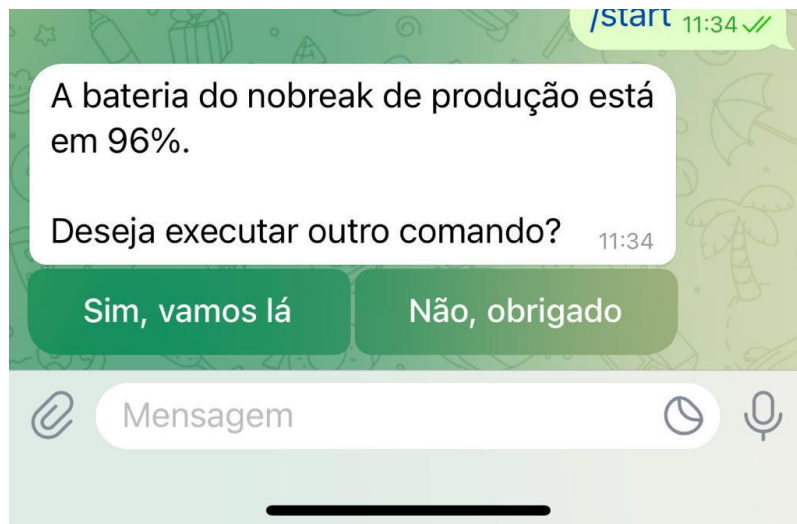 /start 11:34
A bateria do nobreak de produção está
em 96%.
Deseja executar outro comando? 11:34
Sim, vamos lá
Não, obrigado
Mensagem